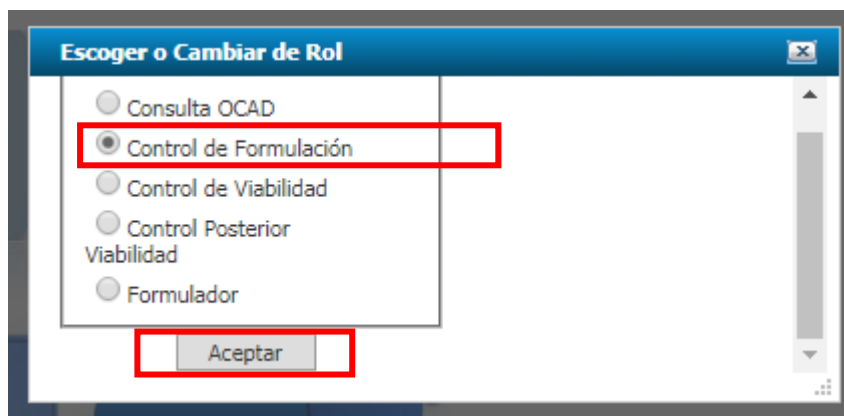 Escoger o Cambiar de Rol
Consulta OCAD
Control de Formulación
Control de Viabilidad
Control Posterior
Viabilidad
Formulador
Aceptar